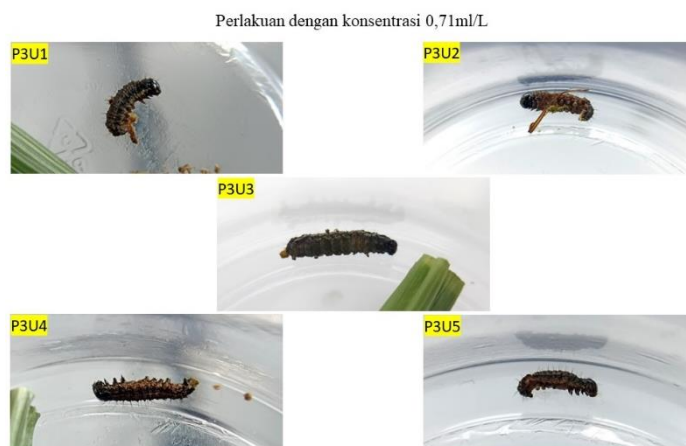 Perlakuan dengan konsentrasi 0,71ml/L
P3U1
P3U2
P3U3
P3U4
P3U5